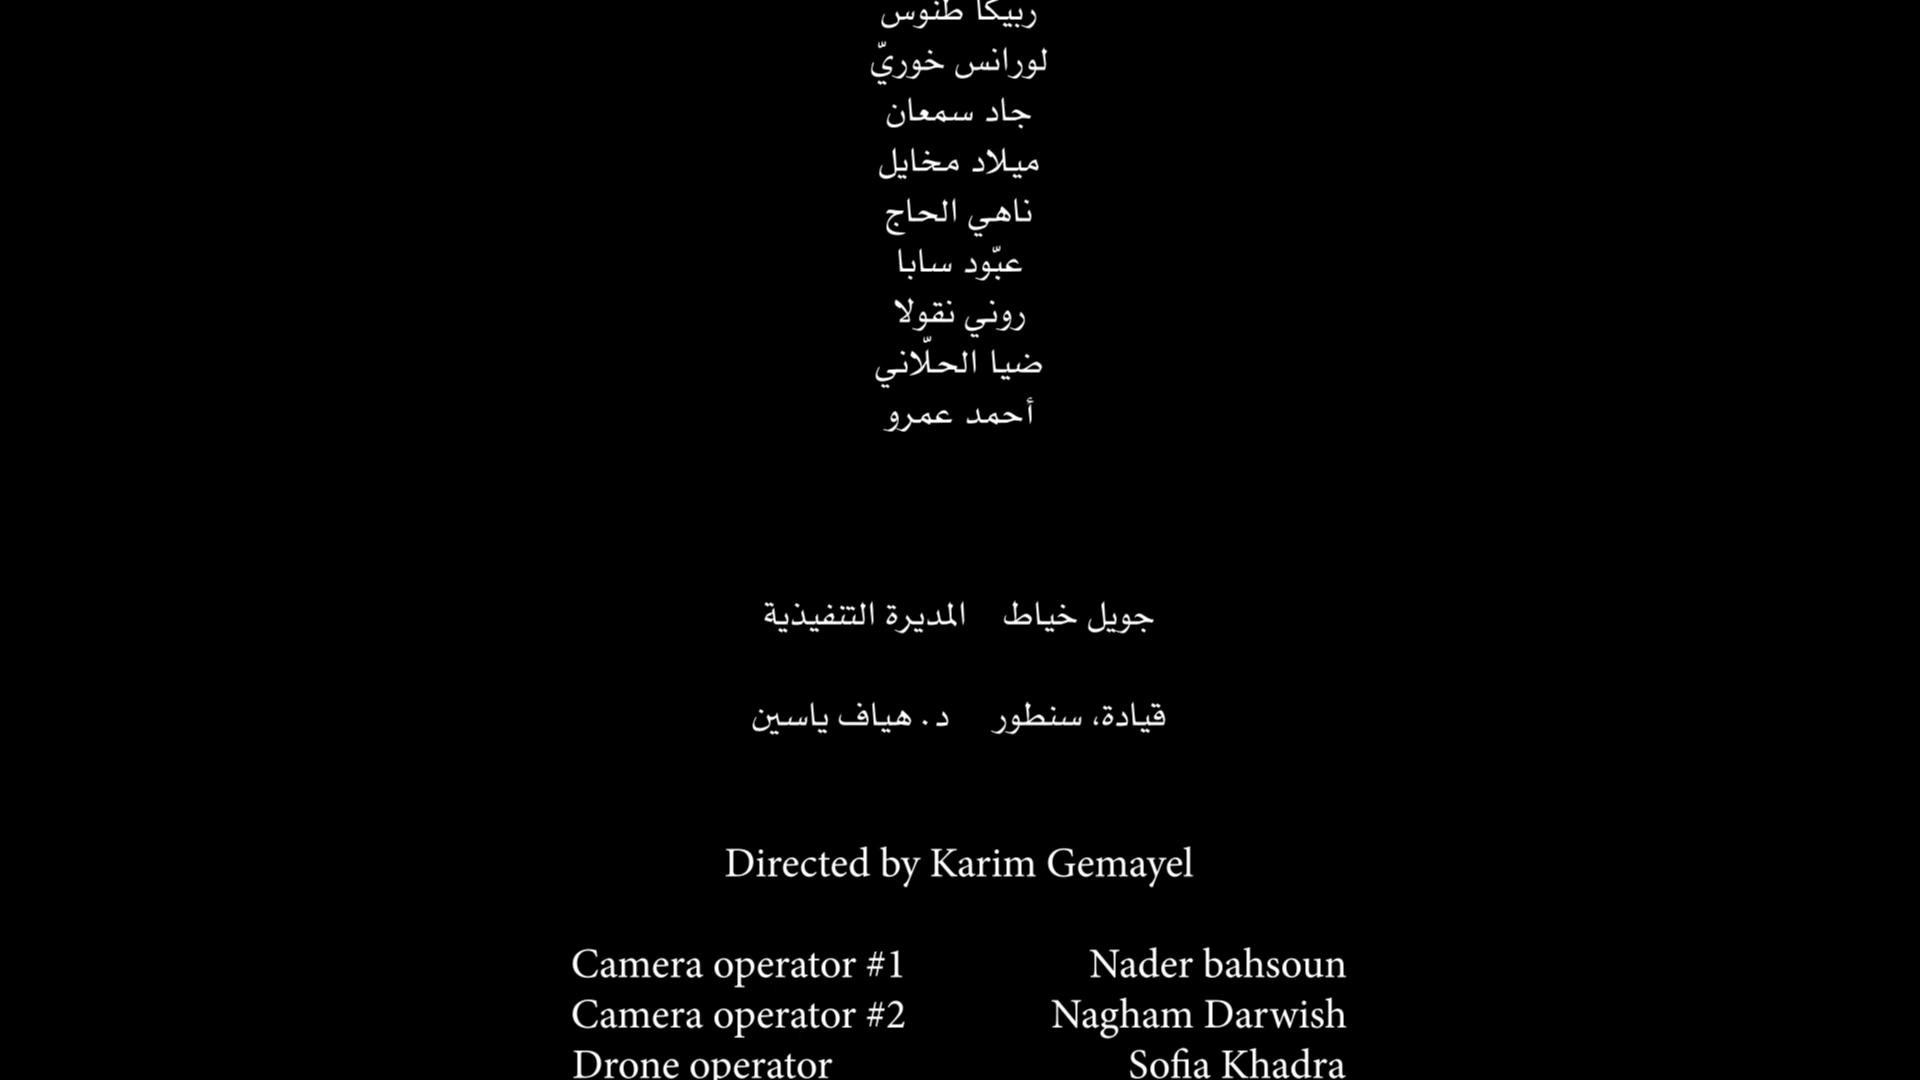 ربيكا طنوس
لورانس خوريّ
جاد سمعان
ميلاد مخايل
ناهي الحاج
عبّود سابا
روني نقولا
ضيا الحلّاني
أحمد عمرو
جويل خياط المديرة التنفيذية
قيادة، سنطور د. هياف ياسين
Directed by Karim Gemayel
Camera operator #1 Nader bahsoun
Camera operator #2 Nagham Darwish
Drone operator Sofia Khadra